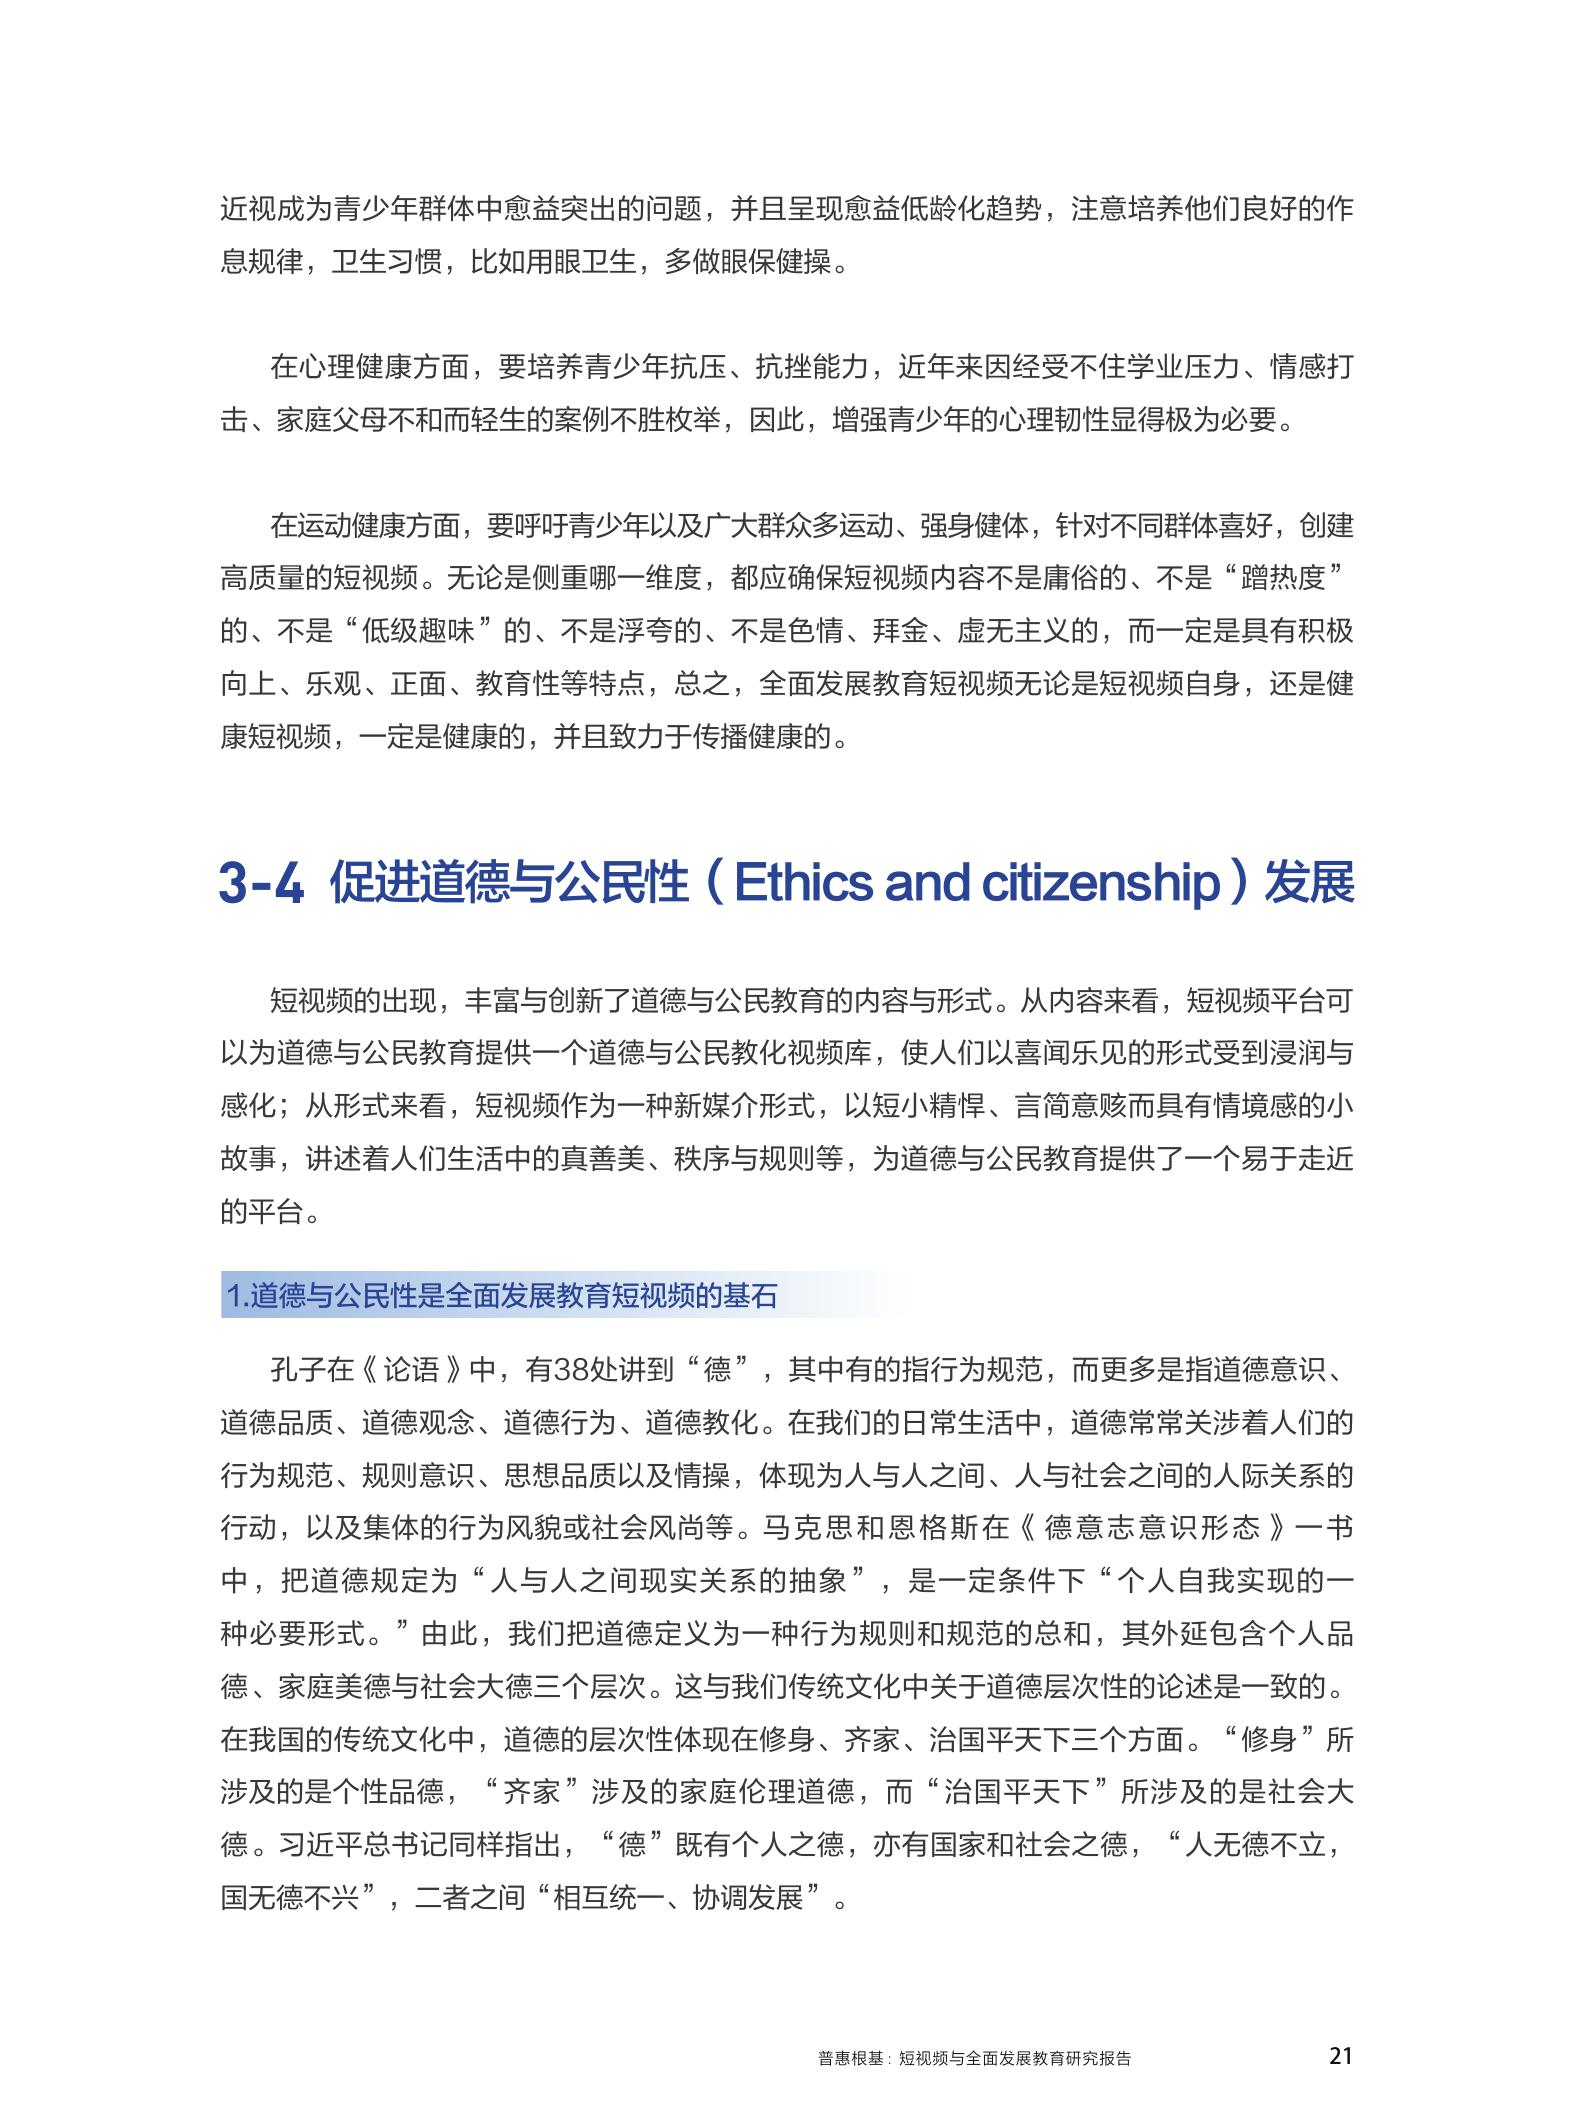 近视成为青少年群体中愈益突出的问题，并且呈现愈益低龄化趋势，注意培养他们良好的作
息规律，卫生习惯，比如用眼卫生，多做眼保健操。
在心理健康方面，要培养青少年抗压、抗挫能力，近年来因经受不住学业压力、情感打
击、家庭父母不和而轻生的案例不胜枚举，因此，增强青少年的心理韧性显得极为必要。
在运动健康方面，要呼吁青少年以及广大群众多运动、强身健体，针对不同群体喜好，创建
高质量的短视频。无论是侧重哪一维度，都应确保短视频内容不是庸俗的、不是“蹭热度”
的、不是“低级趣味”的、不是浮夸的、不是色情、拜金、虚无主义的，而一定是具有积极
向上、乐观、正面、教育性等特点，总之，全面发展教育短视频无论是短视频自身，还是健
康短视频，一定是健康的，并且致力于传播健康的。
3-4 促进道德与公民性（Ethics and citizenship）发展
短视频的出现，丰富与创新了道德与公民教育的内容与形式。从内容来看，短视频平台可
以为道德与公民教育提供一个道德与公民教化视频库，使人们以喜闻乐见的形式受到浸润与
感化；从形式来看，短视频作为一种新媒介形式，以短小精悍、言简意赅而具有情境感的小
故事，讲述着人们生活中的真善美、秩序与规则等，为道德与公民教育提供了一个易于走近
的平台。
1.道德与公民性是全面发展教育短视频的基石
孔子在《论语》中，有38处讲到“德”，其中有的指行为规范，而更多是指道德意识、
道德品质、道德观念、道德行为、道德教化。在我们的日常生活中，道德常常关涉着人们的
行为规范、规则意识、思想品质以及情操，体现为人与人之间、人与社会之间的人际关系的
行动，以及集体的行为风貌或社会风尚等。马克思和恩格斯在《德意志意识形态》一书
中，把道德规定为“人与人之间现实关系的抽象”，是一定条件下“个人自我实现的一
种必要形式。”由此，我们把道德定义为一种行为规则和规范的总和，其外延包含个人品
德、家庭美德与社会大德三个层次。这与我们传统文化中关于道德层次性的论述是一致的。
在我国的传统文化中，道德的层次性体现在修身、齐家、治国平天下三个方面。“修身”所
涉及的是个性品德，“齐家”涉及的家庭伦理道德，而“治国平天下”所涉及的是社会大
德。习近平总书记同样指出，“德”既有个人之德，亦有国家和社会之德，“人无德不立，
国无德不兴”，二者之间“相互统一、协调发展”。
普惠根基：短视频与全面发展教育研究报告 21